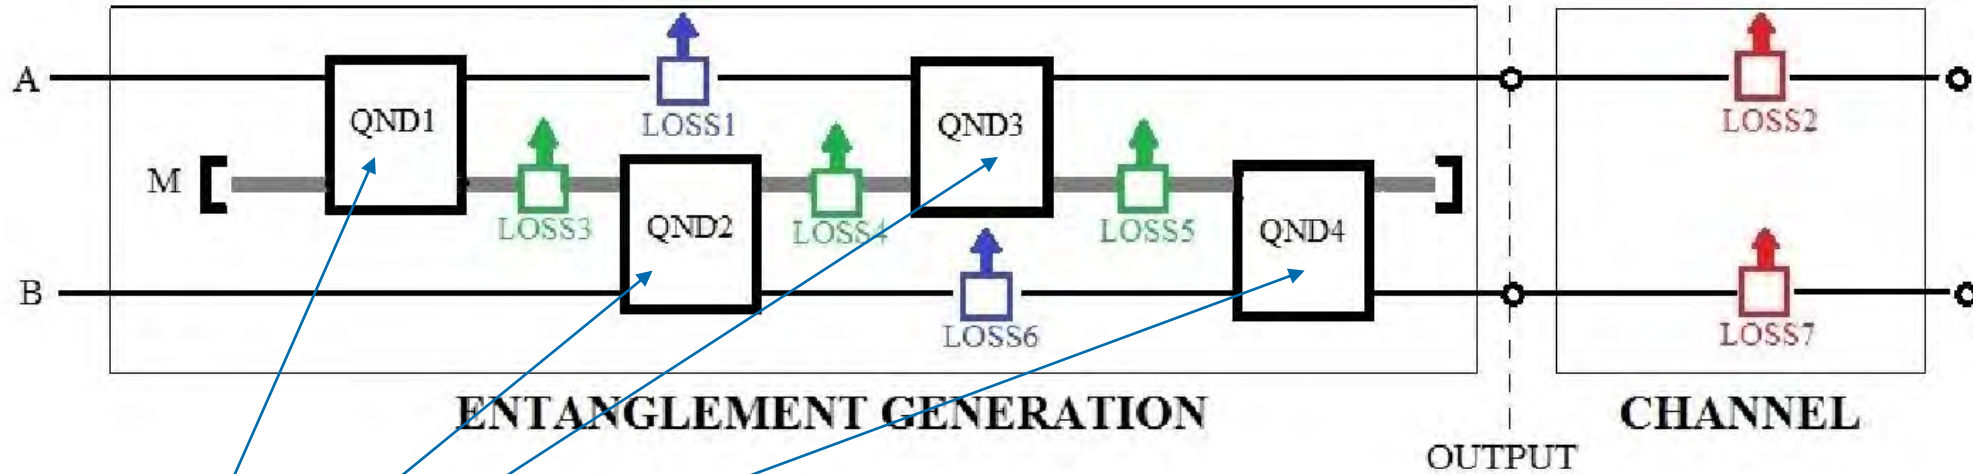 A
QND1
LOSS1
QND3
LOSS2
M
LOSS3
QND2
LOSS4
LOSS5
QND4
B
LOSS6
LOSS7
ENTANGLEMENT GENERATION
CHANNEL
OUTPUT